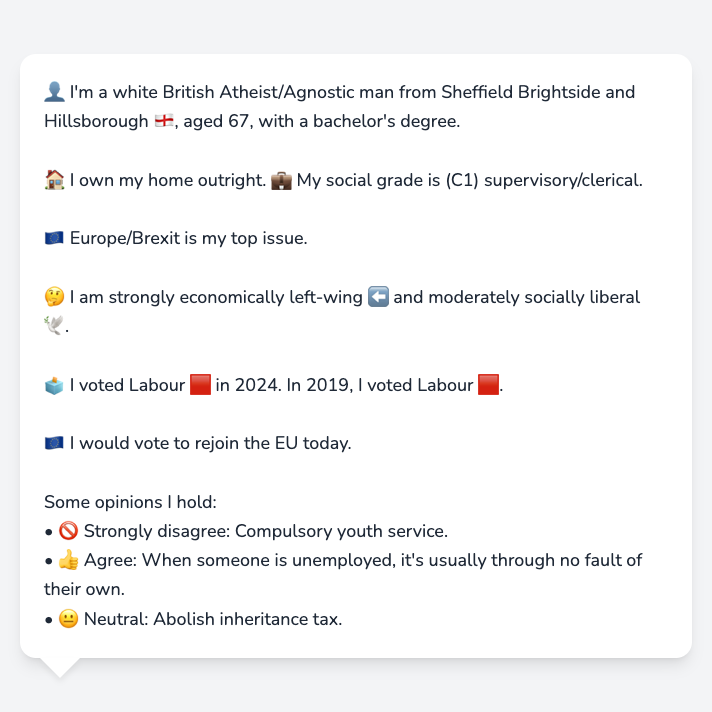 👤 I'm a white British Atheist/Agnostic man from Sheffield Brightside and
Hillsborough 🏴󠁧󠁢󠁥󠁮󠁧󠁿, aged 67, with a bachelor's degree.
🏠 I own my home outright. 💼 My social grade is (C1) supervisory/clerical.
🇪🇺 Europe/Brexit is my top issue.
🤔 I am strongly economically left-wing ⬅️ and moderately socially liberal
🕊️.
🗳️ I voted Labour 🟥 in 2024. In 2019, I voted Labour 🟥.
🇪🇺 I would vote to rejoin the EU today.
Some opinions I hold:
• 🚫 Strongly disagree: Compulsory youth service.
• 👍 Agree: When someone is unemployed, it's usually through no fault of
their own.
• 😐 Neutral: Abolish inheritance tax.